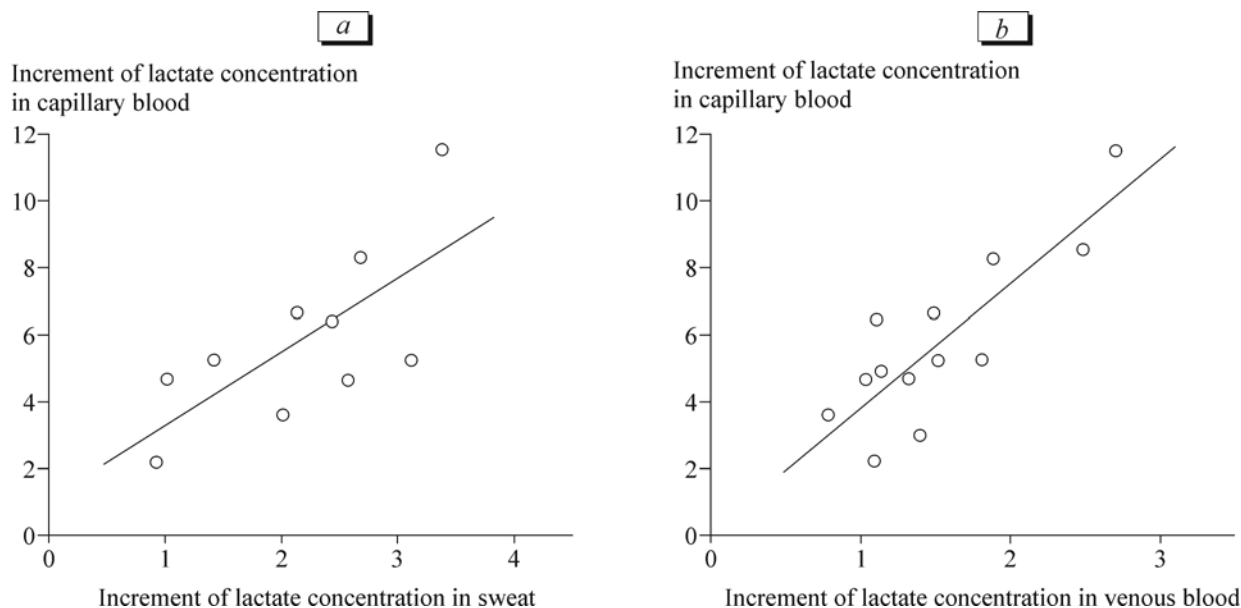 a
Increment of lactate concentration
in capillary blood
12
10
8
6
4
2
0
0 1 2 3 4
Increment of lactate concentration in sweat
b
Increment of lactate concentration
in capillary blood
12
10
8
6
4
2
0
0 1 2 3
Increment of lactate concentration in venous blood